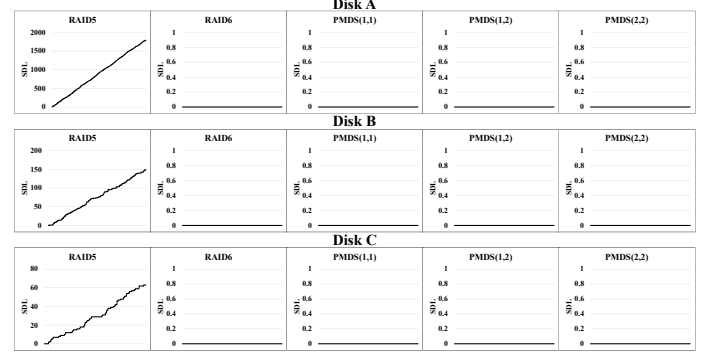 Disk A
RAID5 RAID6 PMDS(1,1) PMDS(1,2) PMDS(2,2)
2000 1 1 1 1
1500 0.8 0.8 0.8 0.8
1000 0.6 0.6 0.6 0.6
SDL SDL SDL SDL SDL
500 0.4 0.4 0.4 0.4
0.2 0.2 0.2 0.2
0 0 0 0 0
Disk B
RAID5 RAID6 PMDS(1,1) PMDS(1,2) PMDS(2,2)
200 1 1 1 1
150 0.8 0.8 0.8 0.8
100 0.6 0.6 0.6 0.6
SDL SDL SDL SDL SDL
50 0.4 0.4 0.4 0.4
0.2 0.2 0.2 0.2
0 0 0 0 0
Disk C
RAID5 RAID6 PMDS(1,1) PMDS(1,2) PMDS(2,2)
80 1 1 1 1
60 0.8 0.8 0.8 0.8
40 0.6 0.6 0.6 0.6
SDL SDL SDL SDL SDL
20 0.4 0.4 0.4 0.4
0.2 0.2 0.2 0.2
0 0 0 0 0